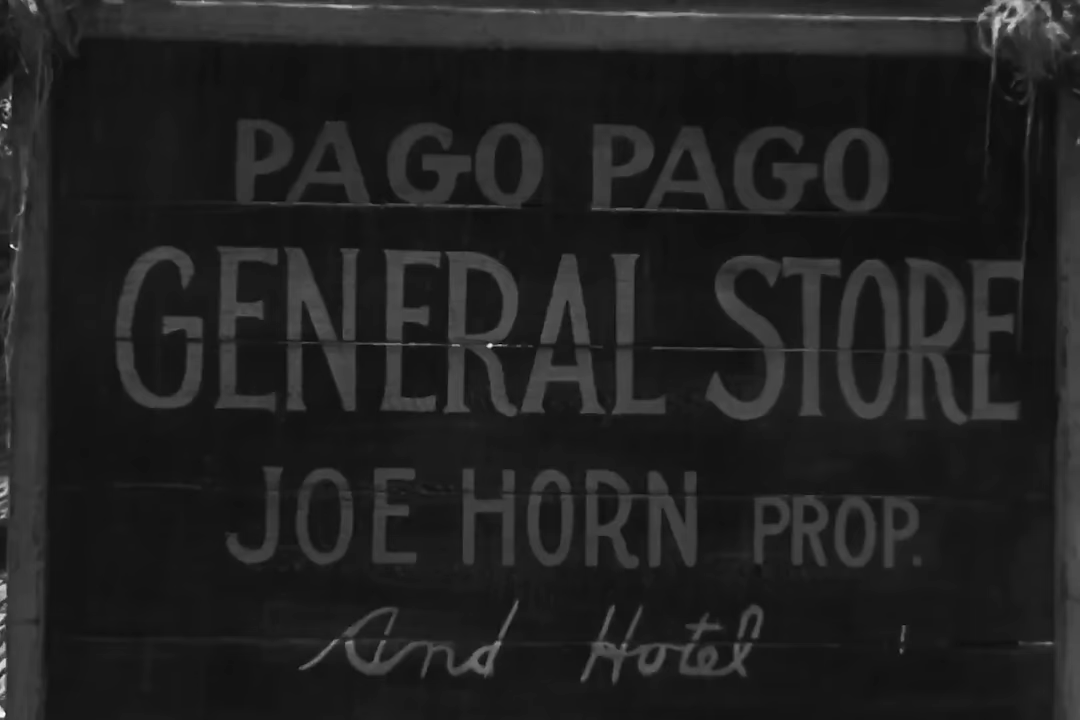 PAGO PAGO
GENERAL STORE
JOE HORN PROP.
And Hotel